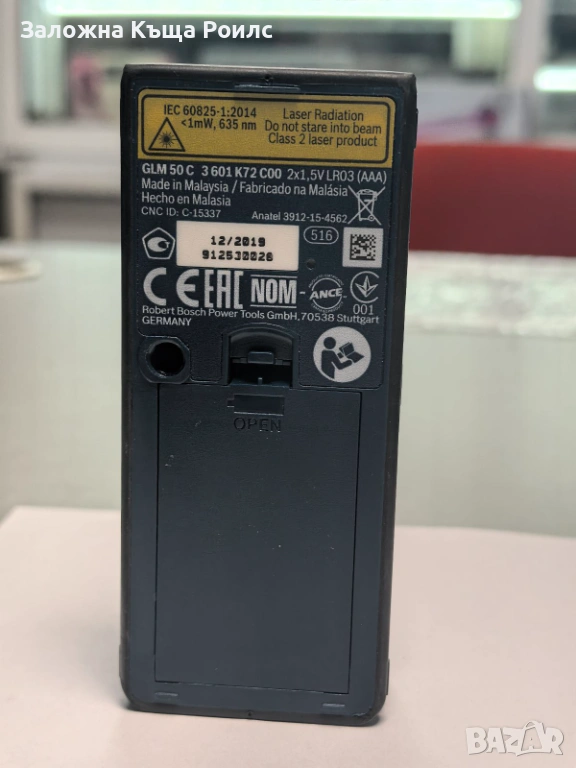 Заложна Къща Роилс
IEC 60825-1:2014
<1mW, 635 nm
Laser Radiation
Do not stare into beam
Class 2 laser product
GLM 50 C 3 601 K72 C00 2x1,5V LR03 (AAA)
Made in Malaysia / Fabricado na Malásia
Hecho en Malasia
CNC ID: C-15337
Anatel 3912-15-4562
516
12/2019
912530026
CE EAC NOM - ANCE
001
Robert Bosch Power Tools GmbH, 70538 Stuttgart
GERMANY
OPEN
BAZAR